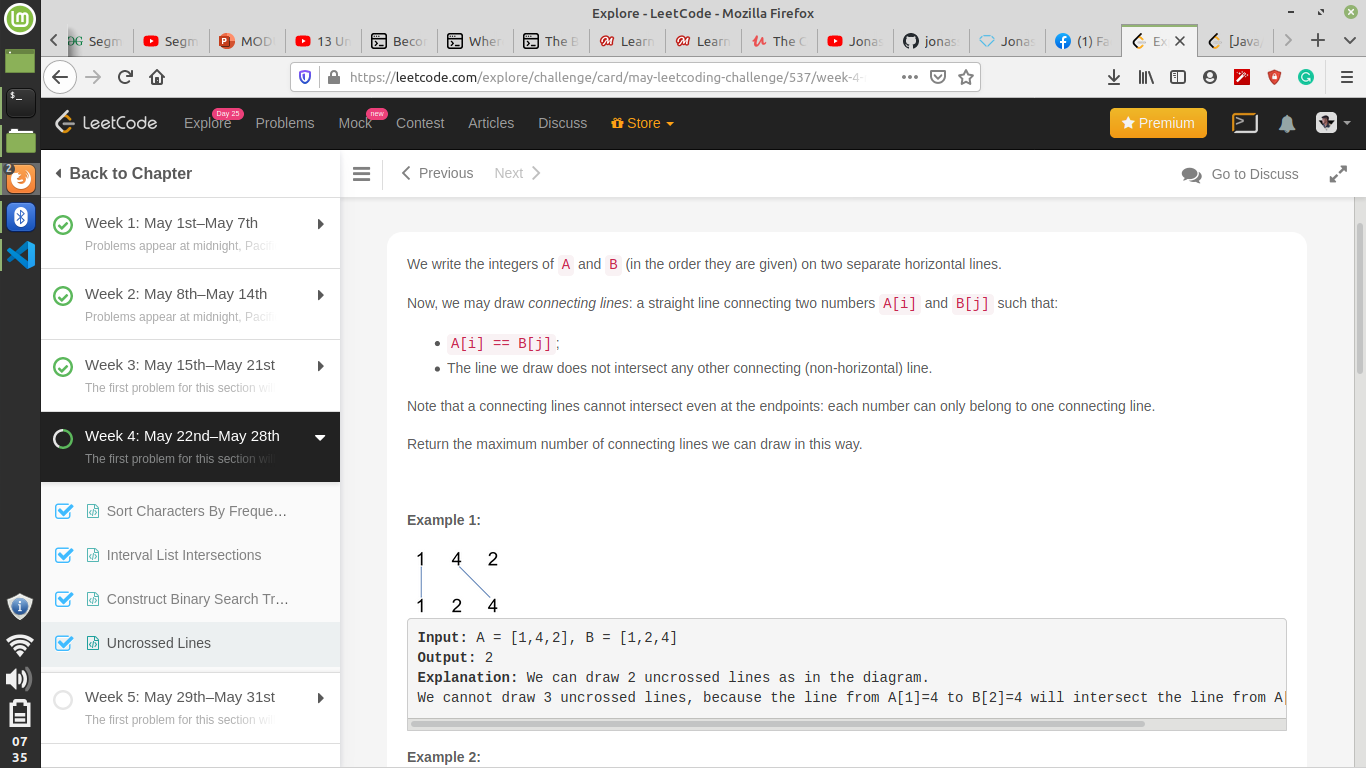 Explore - LeetCode - Mozilla Firefox
Segm
Segm
MOD
13 Un
Becor
Wher
The B
Learn
Learn
The C
Jonas
jonas
Jonas
(1) Fa
Ex
[Java
https://leetcode.com/explore/challenge/card/may-leetcoding-challenge/537/week-4-
LeetCode
Explore
Day 25
Problems
Mock
new
Contest
Articles
Discuss
Store
Premium
Back to Chapter
Previous
Next
Go to Discuss
Week 1: May 1st–May 7th
Problems appear at midnight, Pacif
Week 2: May 8th–May 14th
Problems appear at midnight, Pacif
Week 3: May 15th–May 21st
The first problem for this section wil
Week 4: May 22nd–May 28th
The first problem for this section wil
Sort Characters By Freque...
Interval List Intersections
Construct Binary Search Tr...
Uncrossed Lines
Week 5: May 29th–May 31st
The first problem for this section wil
2
07
35
We write the integers of A and B (in the order they are given) on two separate horizontal lines.
Now, we may draw connecting lines: a straight line connecting two numbers A[i] and B[j] such that:
• A[i] == B[j];
• The line we draw does not intersect any other connecting (non-horizontal) line.
Note that a connecting lines cannot intersect even at the endpoints: each number can only belong to one connecting line.
Return the maximum number of connecting lines we can draw in this way.
Example 1:
1 4 2
1 2 4
Input: A = [1,4,2], B = [1,2,4]
Output: 2
Explanation: We can draw 2 uncrossed lines as in the diagram.
We cannot draw 3 uncrossed lines, because the line from A[1]=4 to B[2]=4 will intersect the line from A[
Example 2: